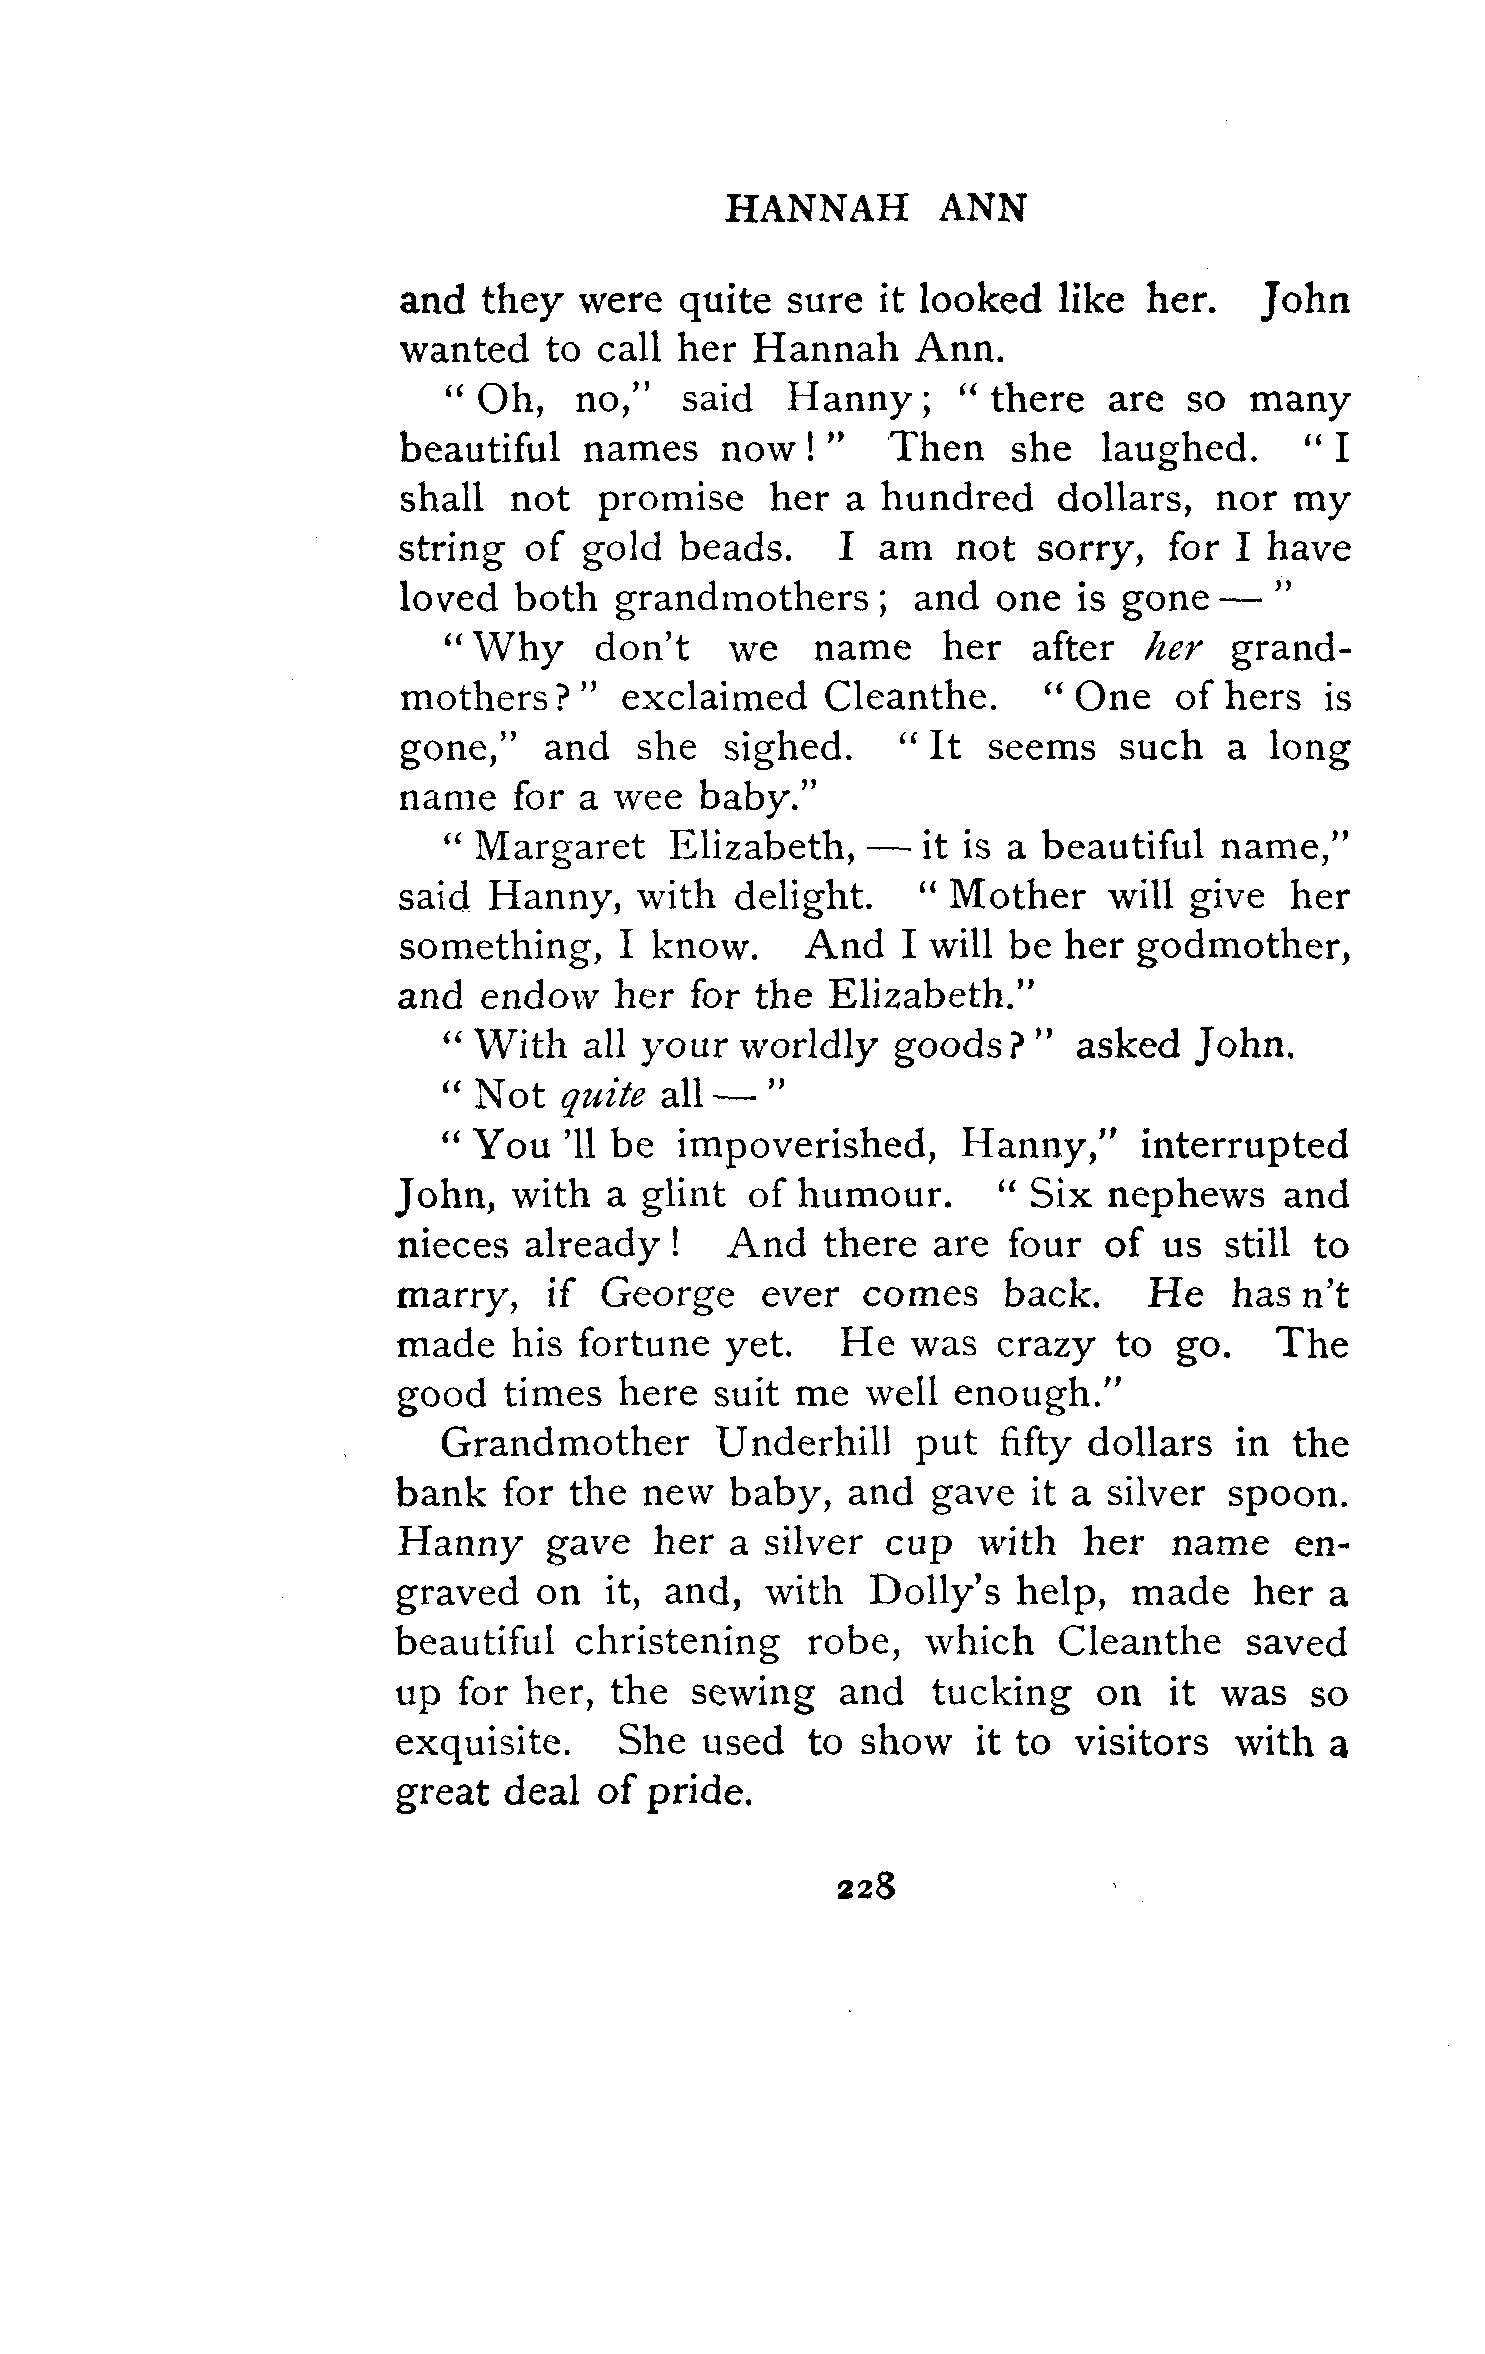 HANNAH ANN
and they were quite sure it looked like her. John
wanted to call her Hannah Ann.
"Oh, no," said Hanny; "there are so many
beautiful names now!" Then she laughed. "I
shall not promise her a hundred dollars, nor my
string of gold beads. I am not sorry, for I have
loved both grandmothers; and one is gone—"
"Why don't we name her after her grand-
mothers?" exclaimed Cleanthe. "One of hers is
gone," and she sighed. "It seems such a long
name for a wee baby."
"Margaret Elizabeth,—it is a beautiful name,"
said Hanny, with delight. "Mother will give her
something, I know. And I will be her godmother,
and endow her for the Elizabeth."
"With all your worldly goods?" asked John.
"Not quite all—"
"You 'll be impoverished, Hanny," interrupted
John, with a glint of humour. "Six nephews and
nieces already! And there are four of us still to
marry, if George ever comes back. He has n't
made his fortune yet. He was crazy to go. The
good times here suit me well enough."
Grandmother Underhill put fifty dollars in the
bank for the new baby, and gave it a silver spoon.
Hanny gave her a silver cup with her name en-
graved on it, and, with Dolly's help, made her a
beautiful christening robe, which Cleanthe saved
up for her, the sewing and tucking on it was so
exquisite. She used to show it to visitors with a
great deal of pride.
228